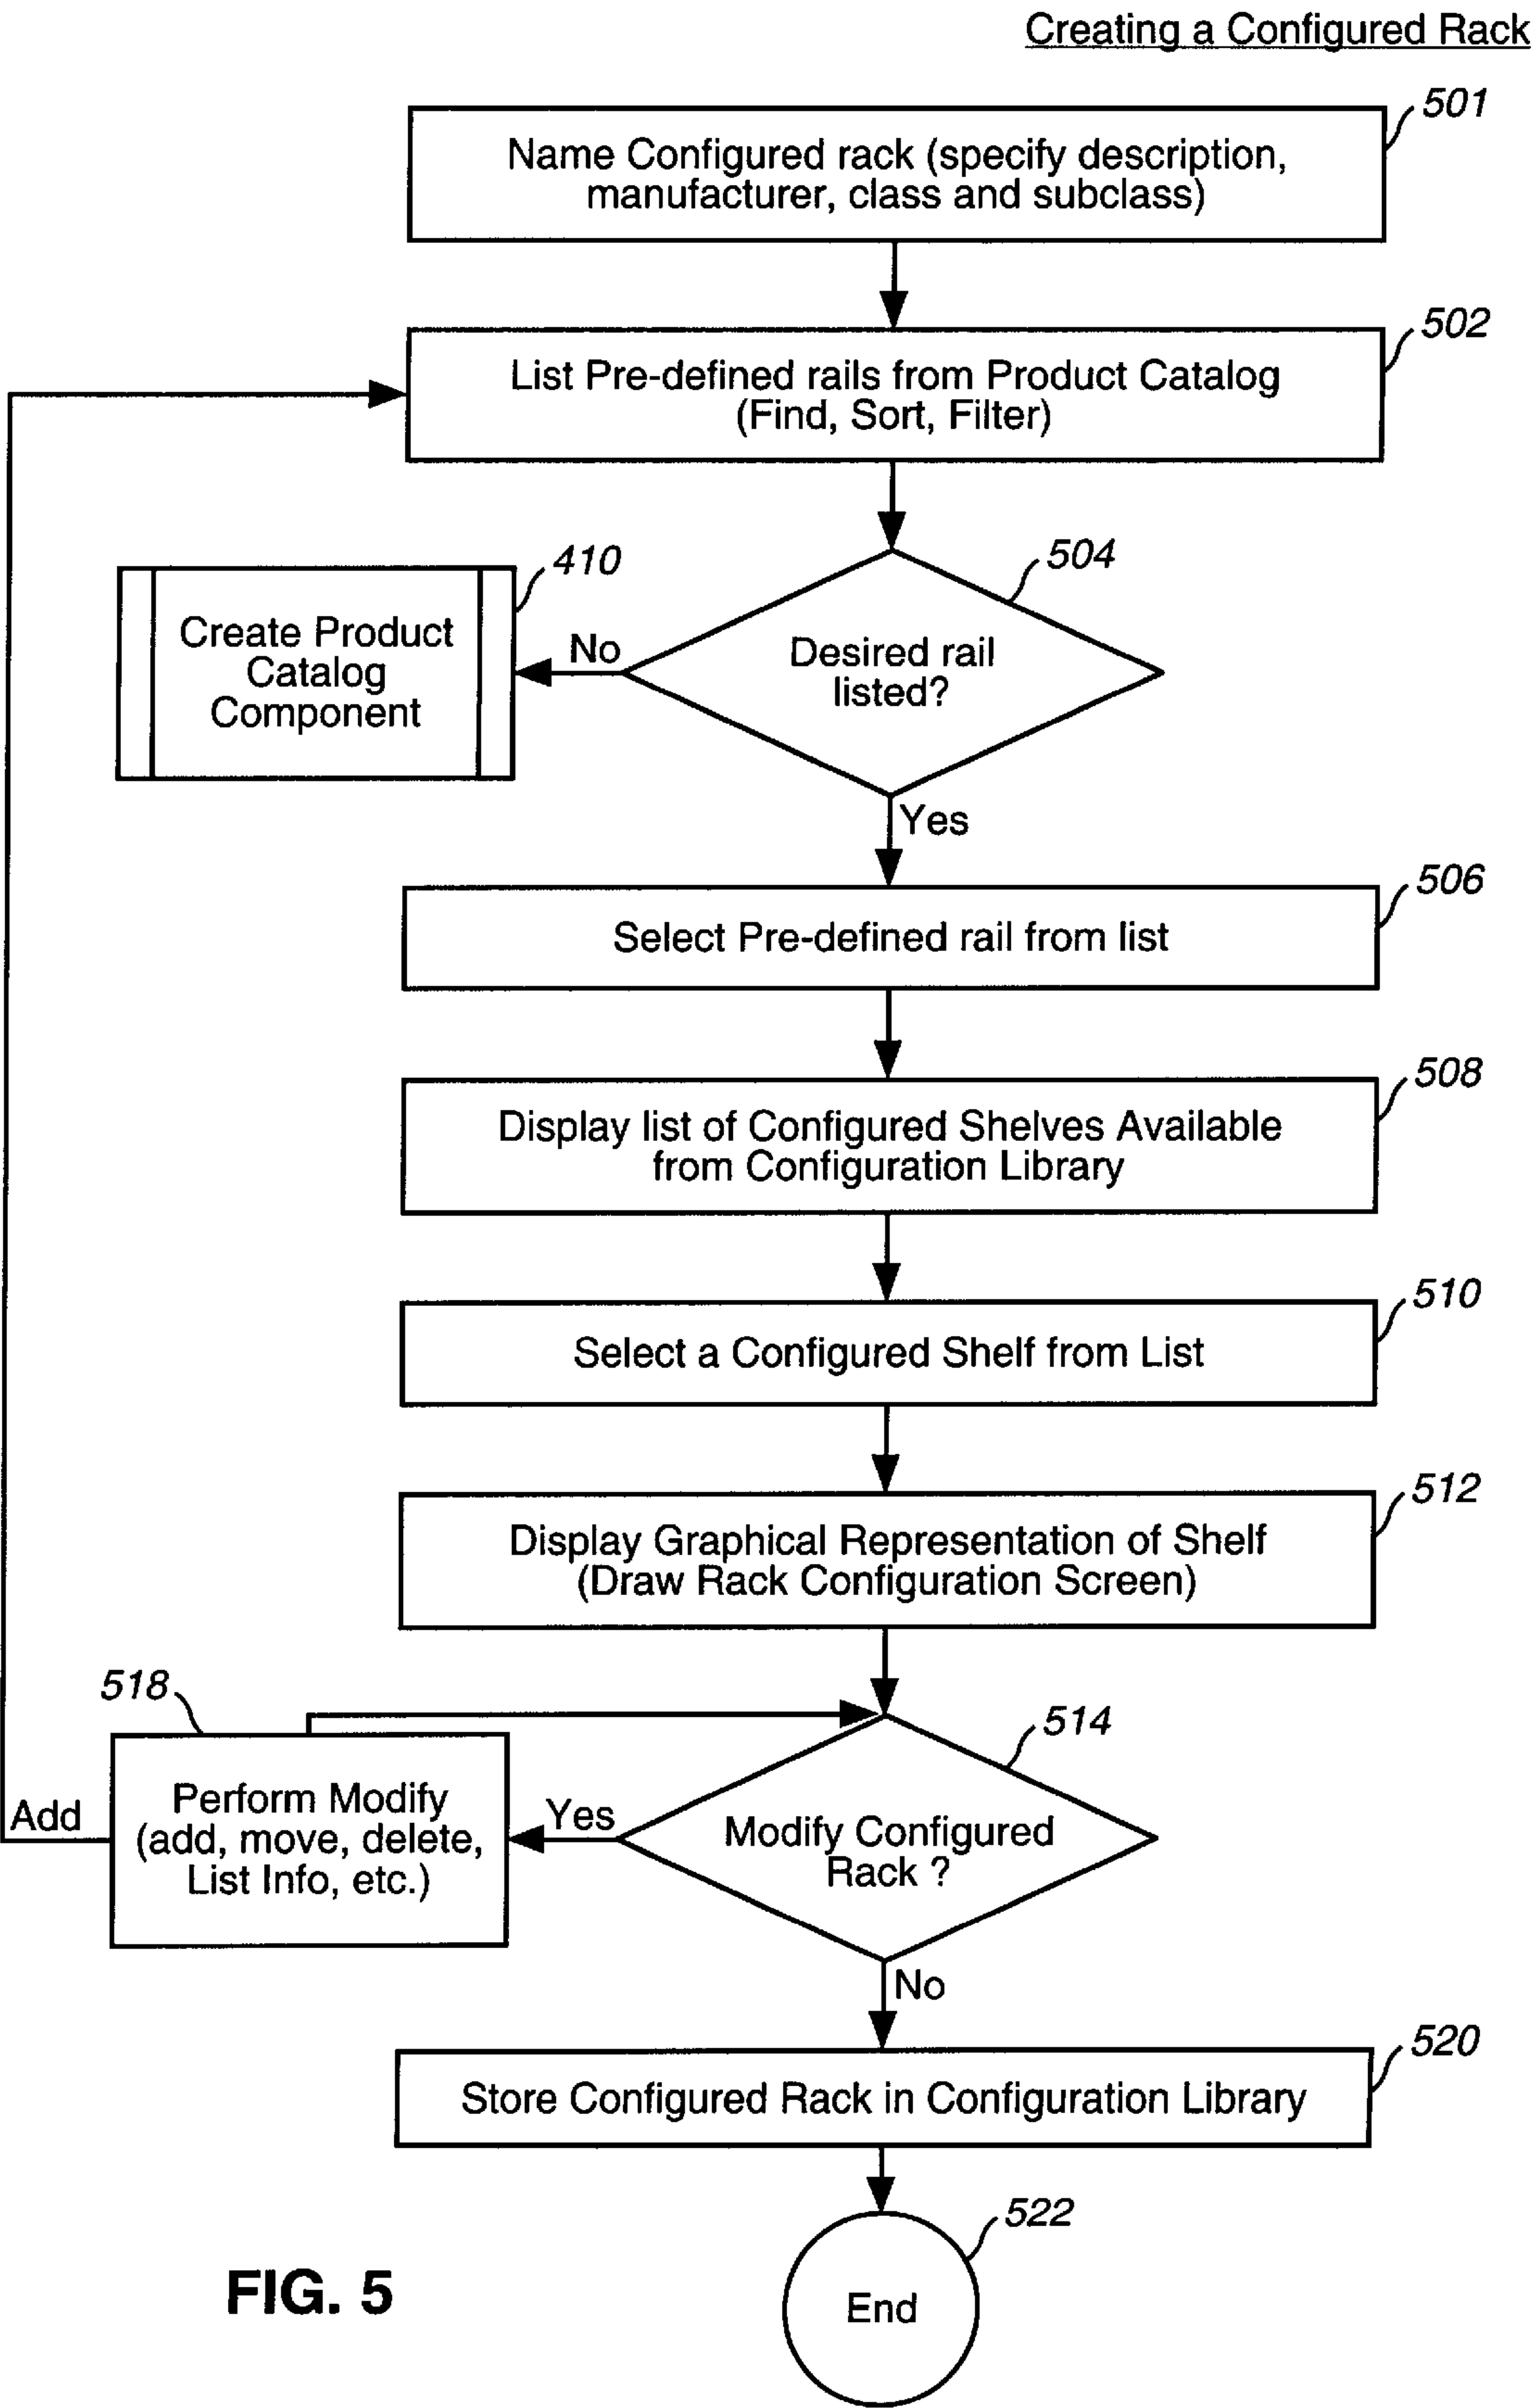 Creating a Configured Rack
501
Name Configured rack (specify description,
manufacturer, class and subclass)
502
List Pre-defined rails from Product Catalog
(Find, Sort, Filter)
410
504
Create Product
Catalog
Component
No
Desired rail
listed?
Yes
506
Select Pre-defined rail from list
508
Display list of Configured Shelves Available
from Configuration Library
510
Select a Configured Shelf from List
512
Display Graphical Representation of Shelf
(Draw Rack Configuration Screen)
518
514
Add
Perform Modify
(add, move, delete,
List Info, etc.)
Yes
Modify Configured
Rack ?
No
520
Store Configured Rack in Configuration Library
522
End
FIG. 5